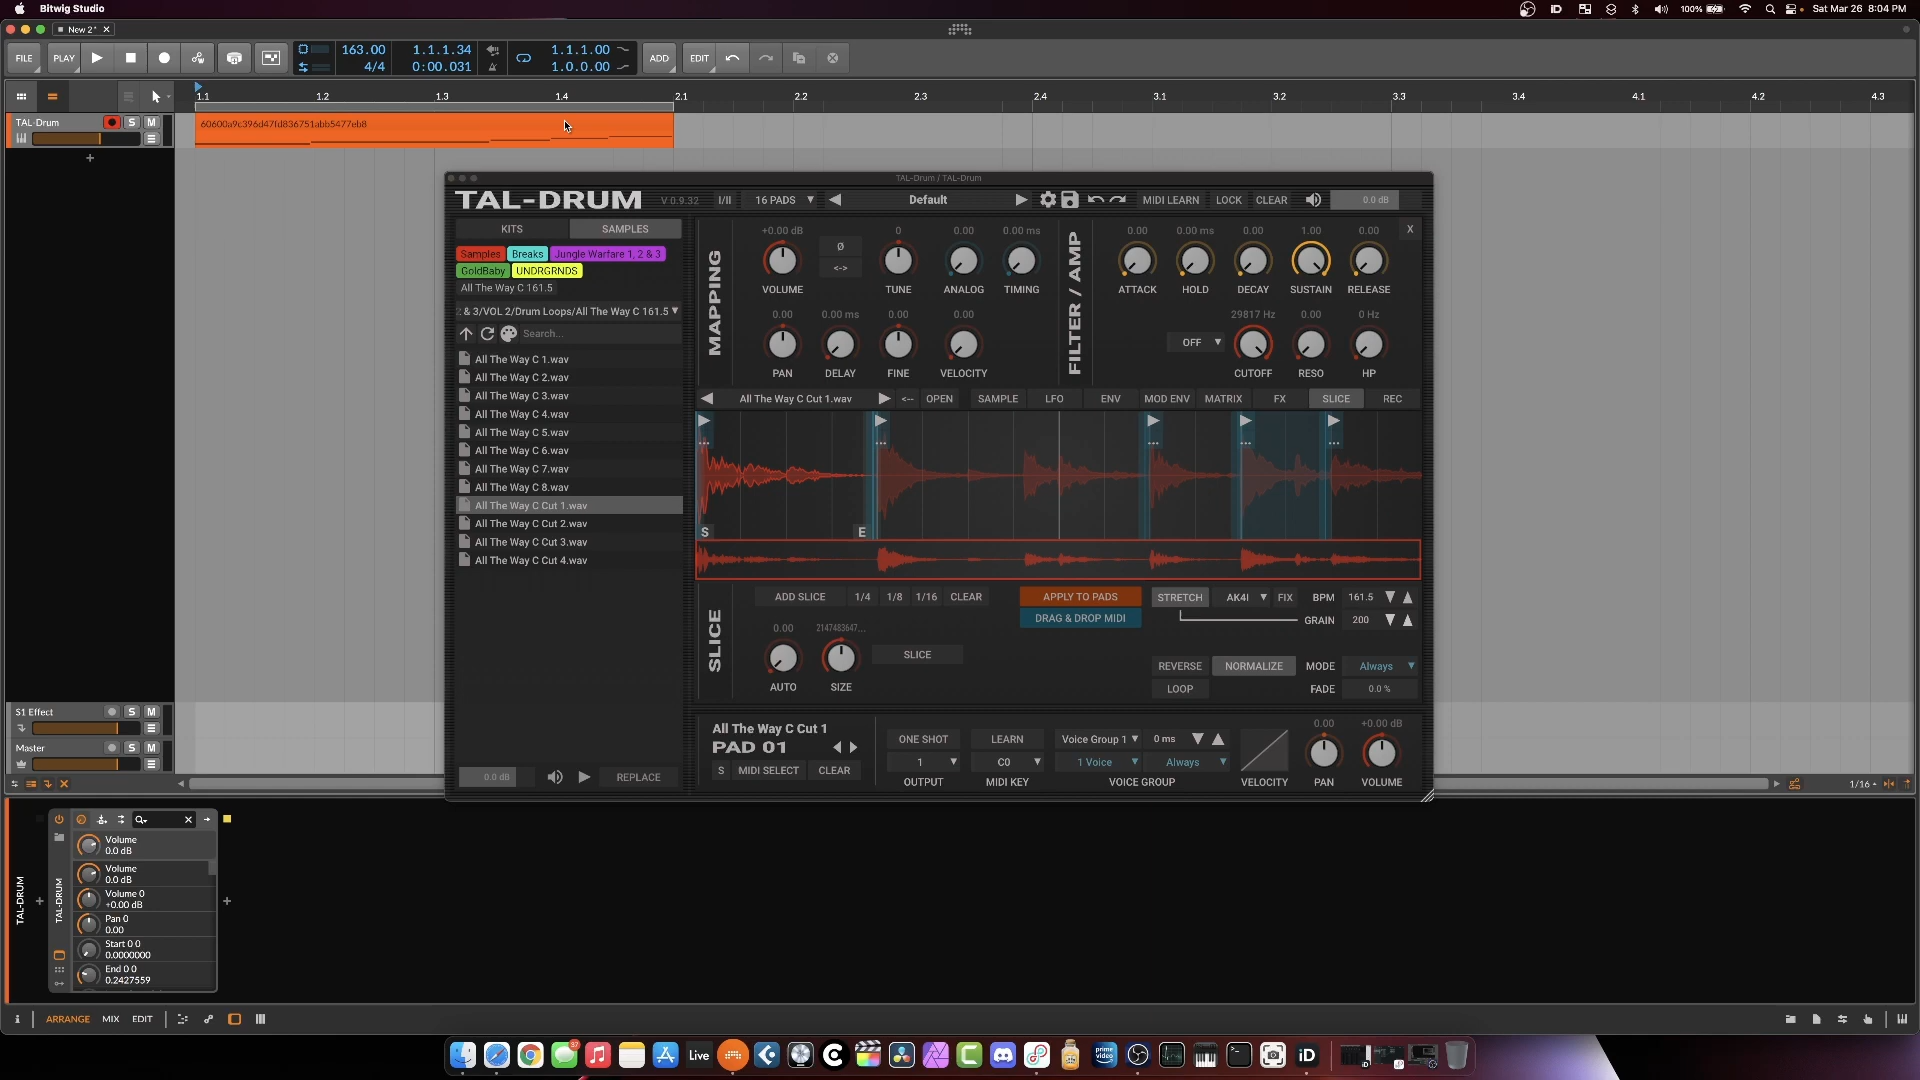 Bitwig Studio
100%
Sat Mar 26 8:04 PM
New 2*
FILE
PLAY
163.00
4/4
1.1.1.34
0:00.031
1.1.1.00
1.0.0.00
ADD
EDIT
1.1
1.2
1.3
1.4
2.1
2.2
2.3
2.4
3.1
3.2
3.3
3.4
4.1
4.2
4.3
TAL-Drum
S
M
60600a9c396d47fd836751abb5477eb8
TAL-Drum / TAL-Drum
TAL-DRUM
V 0.9.32
I/II
16 PADS
Default
MIDI LEARN
LOCK
CLEAR
0.0 dB
KITS
SAMPLES
Samples
Breaks
Jungle Warfare 1, 2 & 3
GoldBaby
UNDRGRNDS
All The Way C 161.5
& 3/VOL 2/Drum Loops/All The Way C 161.5
Search...
All The Way C 1.wav
All The Way C 2.wav
All The Way C 3.wav
All The Way C 4.wav
All The Way C 5.wav
All The Way C 6.wav
All The Way C 7.wav
All The Way C 8.wav
All The Way C Cut 1.wav
All The Way C Cut 2.wav
All The Way C Cut 3.wav
All The Way C Cut 4.wav
0.0 dB
REPLACE
MAPPING
+0.00 dB
0
0.00
0.00 ms
Ø
<->
VOLUME
TUNE
ANALOG
TIMING
0.00
0.00 ms
0.00
0.00
PAN
DELAY
FINE
VELOCITY
FILTER / AMP
X
0.00
0.00 ms
0.00
1.00
0.00
ATTACK
HOLD
DECAY
SUSTAIN
RELEASE
29817 Hz
0.00
0 Hz
OFF
CUTOFF
RESO
HP
All The Way C Cut 1.wav
<--
OPEN
SAMPLE
LFO
ENV
MOD ENV
MATRIX
FX
SLICE
REC
S
E
SLICE
ADD SLICE
1/4
1/8
1/16
CLEAR
APPLY TO PADS
DRAG & DROP MIDI
STRETCH
AK4I
FIX
BPM
161.5
GRAIN
200
0.00
2147483647...
SLICE
AUTO
SIZE
REVERSE
NORMALIZE
MODE
Always
LOOP
FADE
0.0 %
All The Way C Cut 1
PAD 01
S
MIDI SELECT
CLEAR
ONE SHOT
LEARN
Voice Group 1
0 ms
0.00
+0.00 dB
1
C0
1 Voice
Always
OUTPUT
MIDI KEY
VOICE GROUP
VELOCITY
PAN
VOLUME
S1 Effect
S
M
Master
S
M
1/16
TAL-DRUM
TAL-DRUM
Volume
0.0 dB
Volume
0.0 dB
Volume 0
+0.00 dB
Pan 0
0.00
Start 0 0
0.0000000
End 0 0
0.2427559
i
ARRANGE
MIX
EDIT
37
Live
prime video
iD